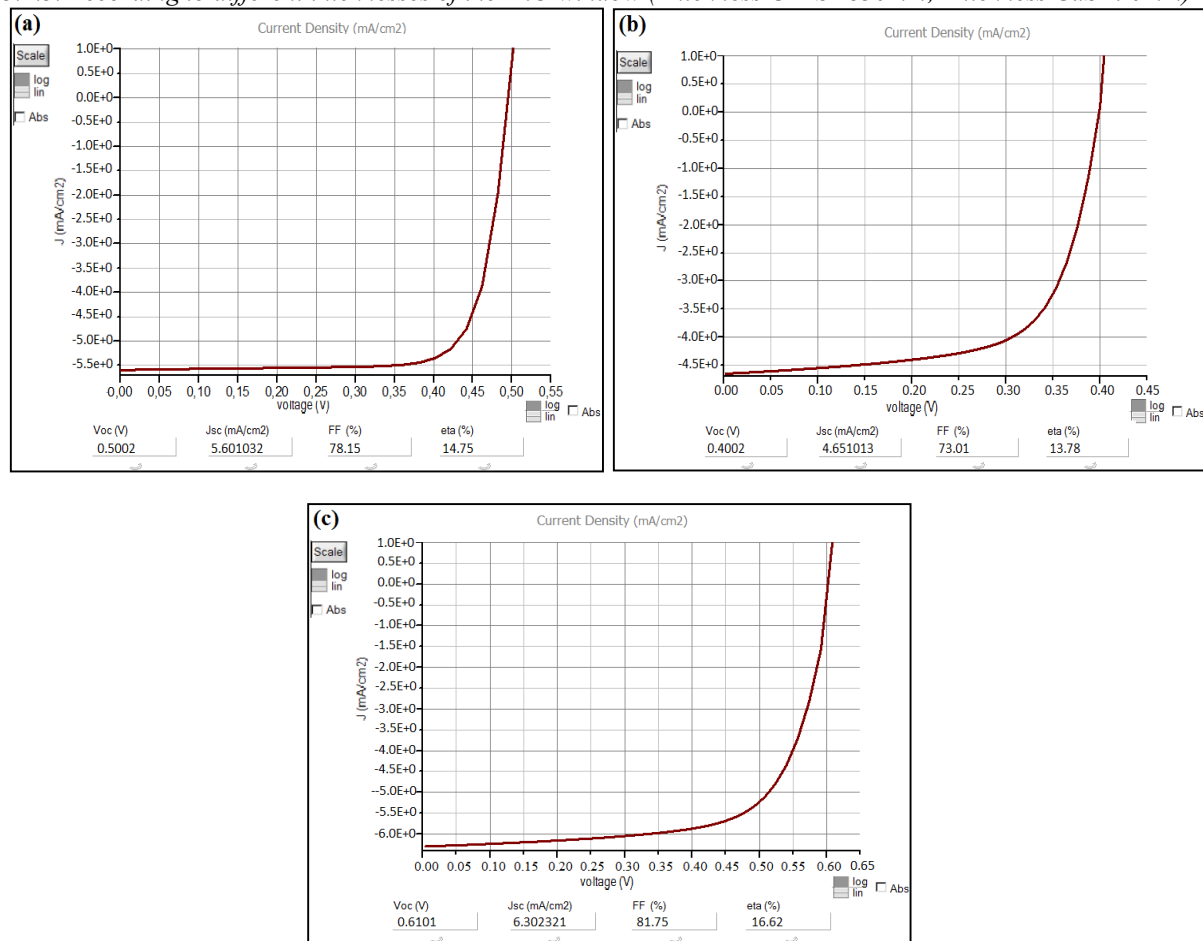 (a)
Current Density (mA/cm2)
Scale
log
lin
Abs
1.0E+0
0.5E+0
0.0E+0
-0.5E+0
-1.0E+0
-1.5E+0
-2.0E+0
-2.5E+0
-3.0E+0
-3.5E+0
-4.0E+0
-4.5E+0
-5.0E+0
-5.5E+0
J (mA/cm2)
0,00 0,05 0,10 0,15 0,20 0,25 0,30 0,35 0,40 0,45 0,50 0,55
voltage (V)
log
lin
Abs
Voc (V) Jsc (mA/cm2) FF (%) eta (%)
0.5002 5.601032 78.15 14.75
(b)
Current Density (mA/cm2)
Scale
log
lin
Abs
1.0E+0
0.5E+0
0.0E+0
-0.5E+0
-1.0E+0
-1.5E+0
-2.0E+0
-2.5E+0
-3.0E+0
-3.5E+0
-4.0E+0
-4.5E+0
J (mA/cm2)
0.00 0.05 0.10 0.15 0.20 0.25 0.30 0.35 0.40 0.45
voltage (V)
log
lin
Abs
Voc (V) Jsc (mA/cm2) FF (%) eta (%)
0.4002 4.651013 73.01 13.78
(c)
Current Density (mA/cm2)
Scale
log
lin
Abs
1.0E+0
0.5E+0
0.0E+0
-0.5E+0
-1.0E+0
-1.5E+0
-2.0E+0
-2.5E+0
-3.0E+0
-3.5E+0
-4.0E+0
-4.5E+0
-5.0E+0
-5.5E+0
-6.0E+0
J (mA/cm2)
0.00 0.05 0.10 0.15 0.20 0.25 0.30 0.35 0.40 0.45 0.50 0.55 0.60 0.65
voltage (V)
log
lin
Abs
Voc (V) Jsc (mA/cm2) FF (%) eta (%)
0.6101 6.302321 81.75 16.62